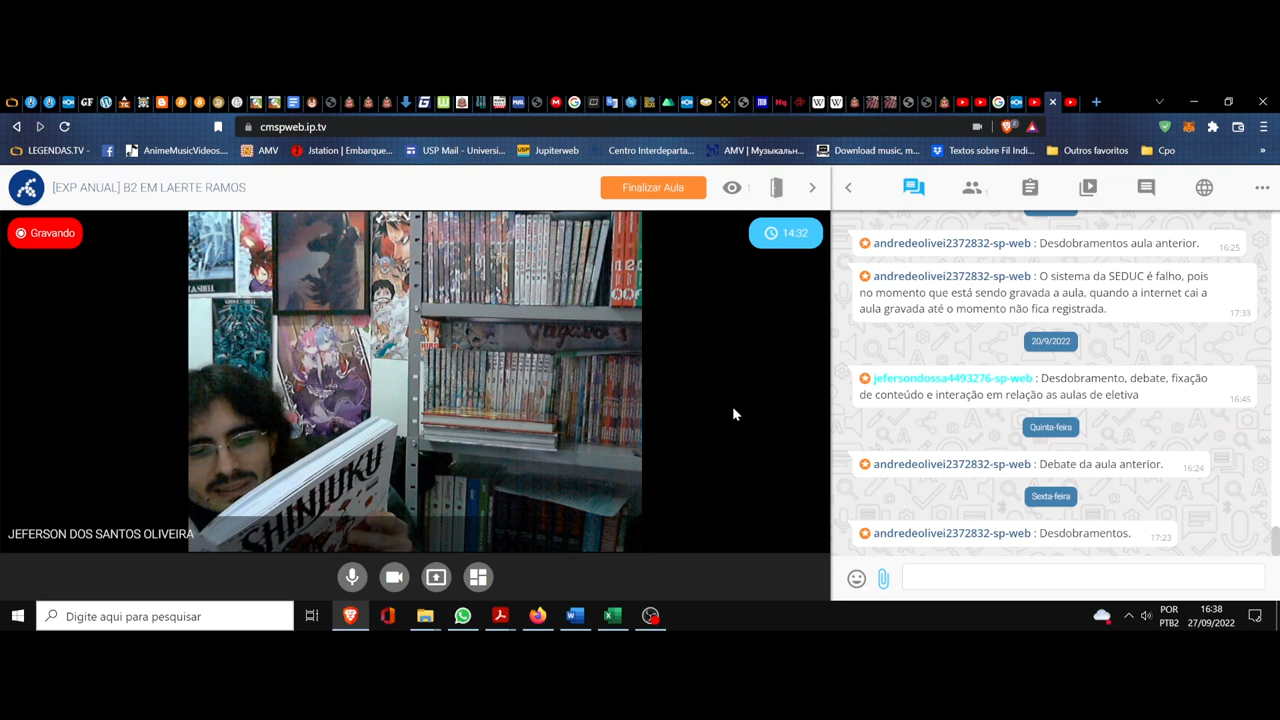 cmspweb.ip.tv
2
LEGENDAS.TV -
AnimeMusicVideos...
AMV
Jstation | Embarque...
USP Mail - Universi...
Jupiterweb
Centro Interdeparta...
AMV | Музыкальн...
Download music, m...
Textos sobre Fil Indi...
Outros favoritos
Cpo
»
[EXP ANUAL] B2 EM LAERTE RAMOS
Finalizar Aula
1
1
Gravando
14:32
SHINJUKU
JEFERSON DOS SANTOS OLIVEIRA
andredeolivei2372832-sp-web : Desdobramentos aula anterior.
16:25
andredeolivei2372832-sp-web : O sistema da SEDUC é falho, pois
no momento que está sendo gravada a aula, quando a internet cai a
aula gravada até o momento não fica registrada.
17:33
20/9/2022
jefersondossa4493276-sp-web : Desdobramento, debate, fixação
de conteúdo e interação em relação as aulas de eletiva
16:45
Quinta-feira
andredeolivei2372832-sp-web : Debate da aula anterior.
16:24
Sexta-feira
andredeolivei2372832-sp-web : Desdobramentos.
17:23
Digite aqui para pesquisar
POR
PTB2
16:38
27/09/2022